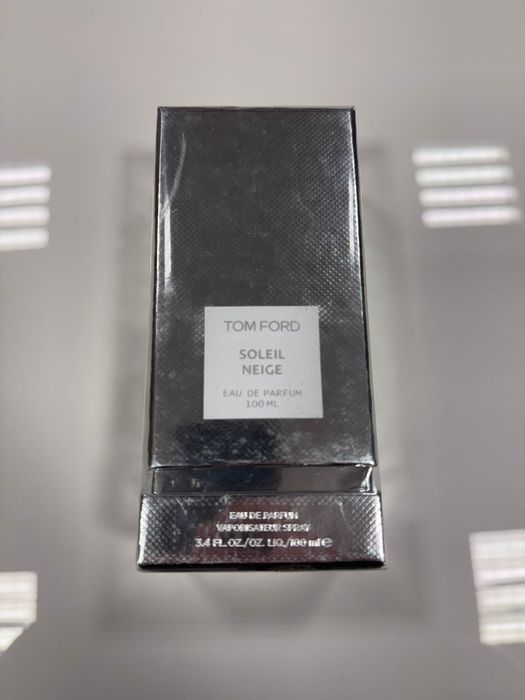 TOM FORD
SOLEIL
NEIGE
EAU DE PARFUM
100 ML
EAU DE PARFUM
VAPORISATEUR SPRAY
3.4 FL. OZ./OZ. LIQ./100 ml ℮